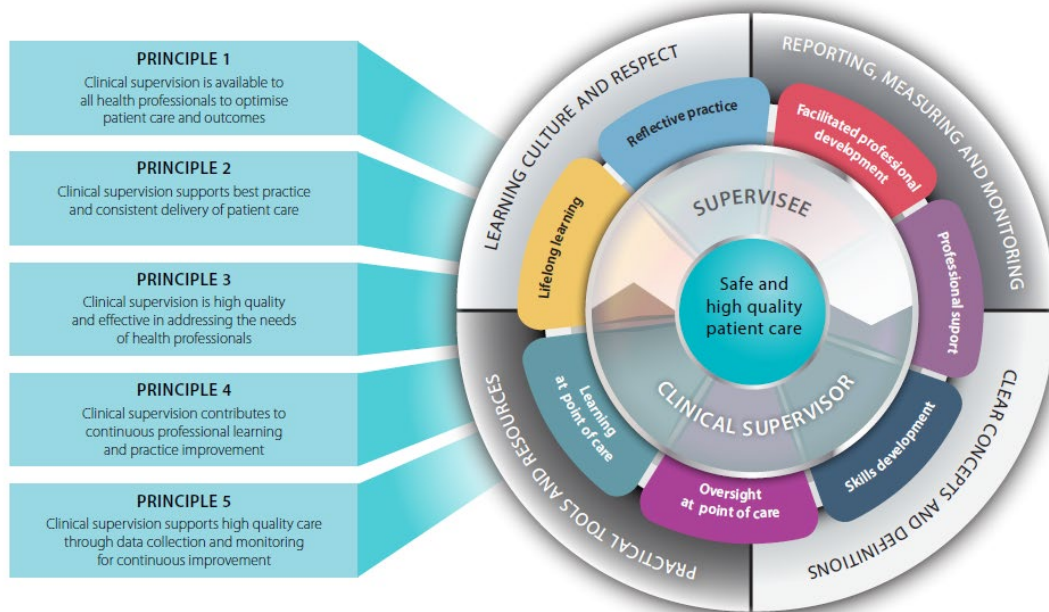 PRINCIPLE 1
Clinical supervision is available to
all health professionals to optimise
patient care and outcomes
PRINCIPLE 2
Clinical supervision supports best practice
and consistent delivery of patient care
PRINCIPLE 3
Clinical supervision is high quality
and effective in addressing the needs
of health professionals
PRINCIPLE 4
Clinical supervision contributes to
continuous professional learning
and practice improvement
PRINCIPLE 5
Clinical supervision supports high quality care
through data collection and monitoring
for continuous improvement
LEARNING CULTURE AND RESPECT
REPORTING, MEASURING AND MONITORING
CLEAR CONCEPTS AND DEFINITIONS
PRACTICAL TOOLS AND RESOURCES
Reflective practice
Facilitated professional
development
Professional suport
Skills development
Oversight
at point of care
Learning
at point of care
Lifelong learning
SUPERVISEE
Safe and
high quality
patient care
CLINICAL SUPERVISOR